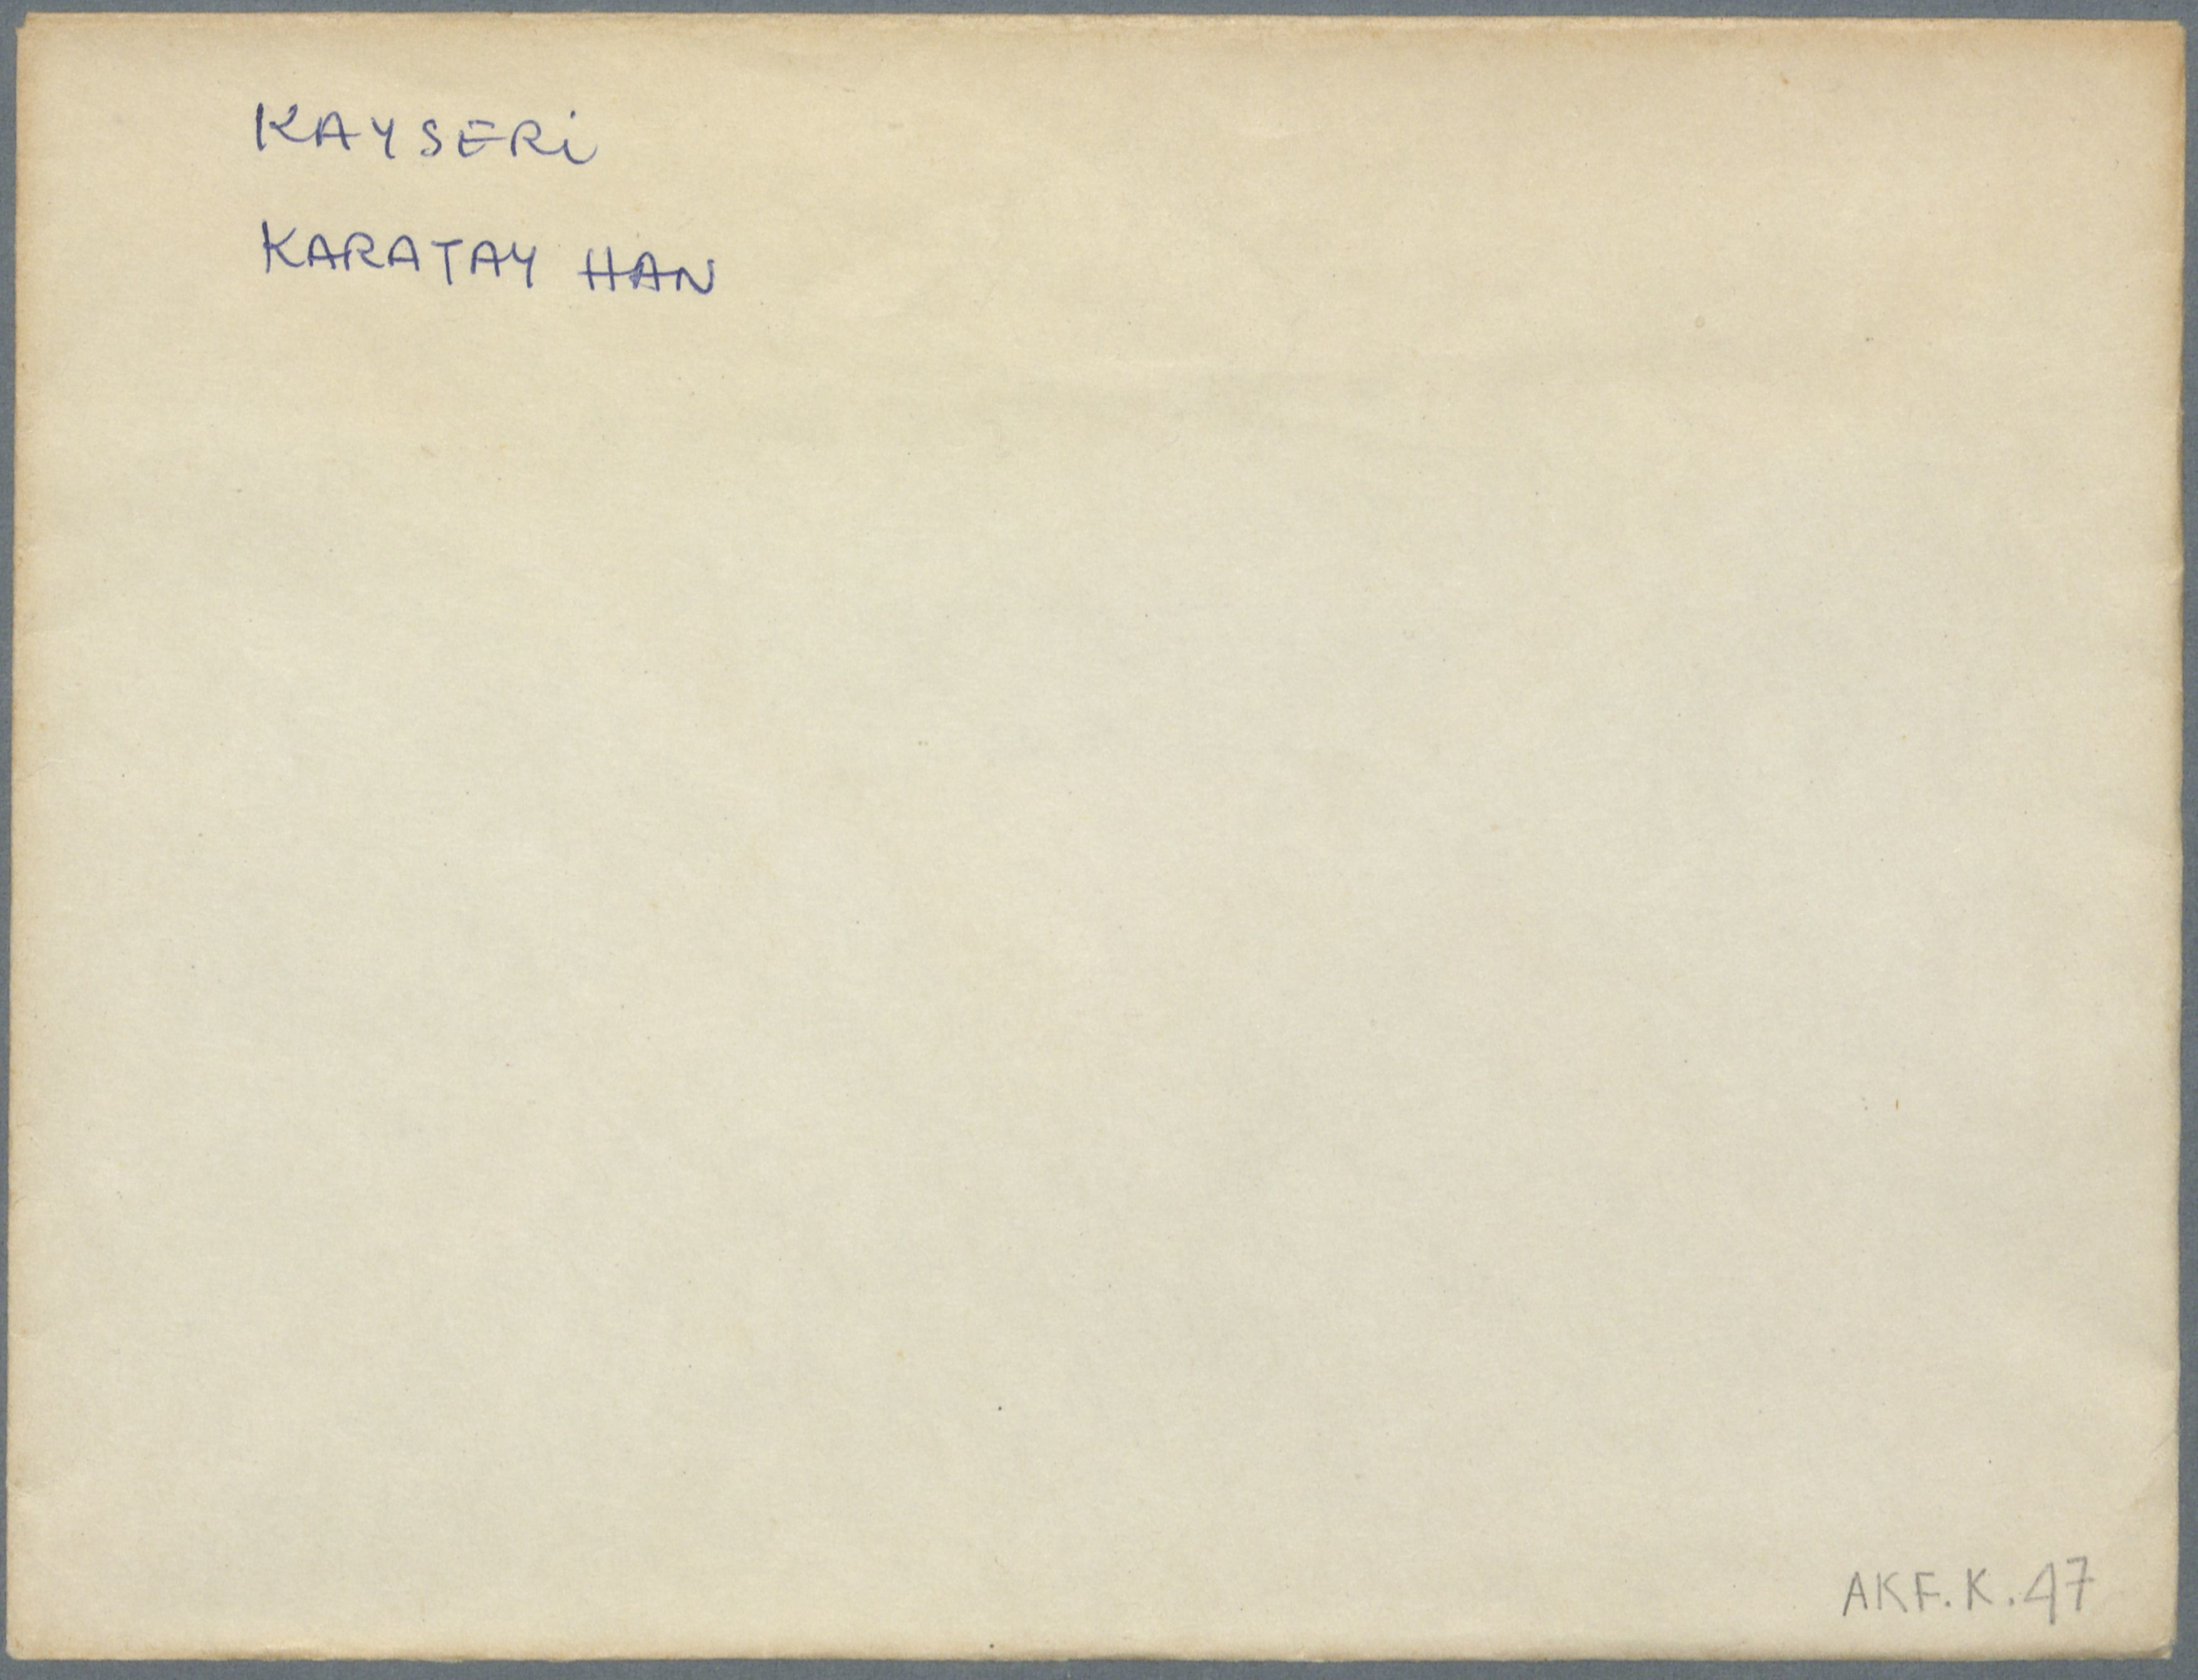 KAYSERİ
KARATAY HAN
AKF.K.47